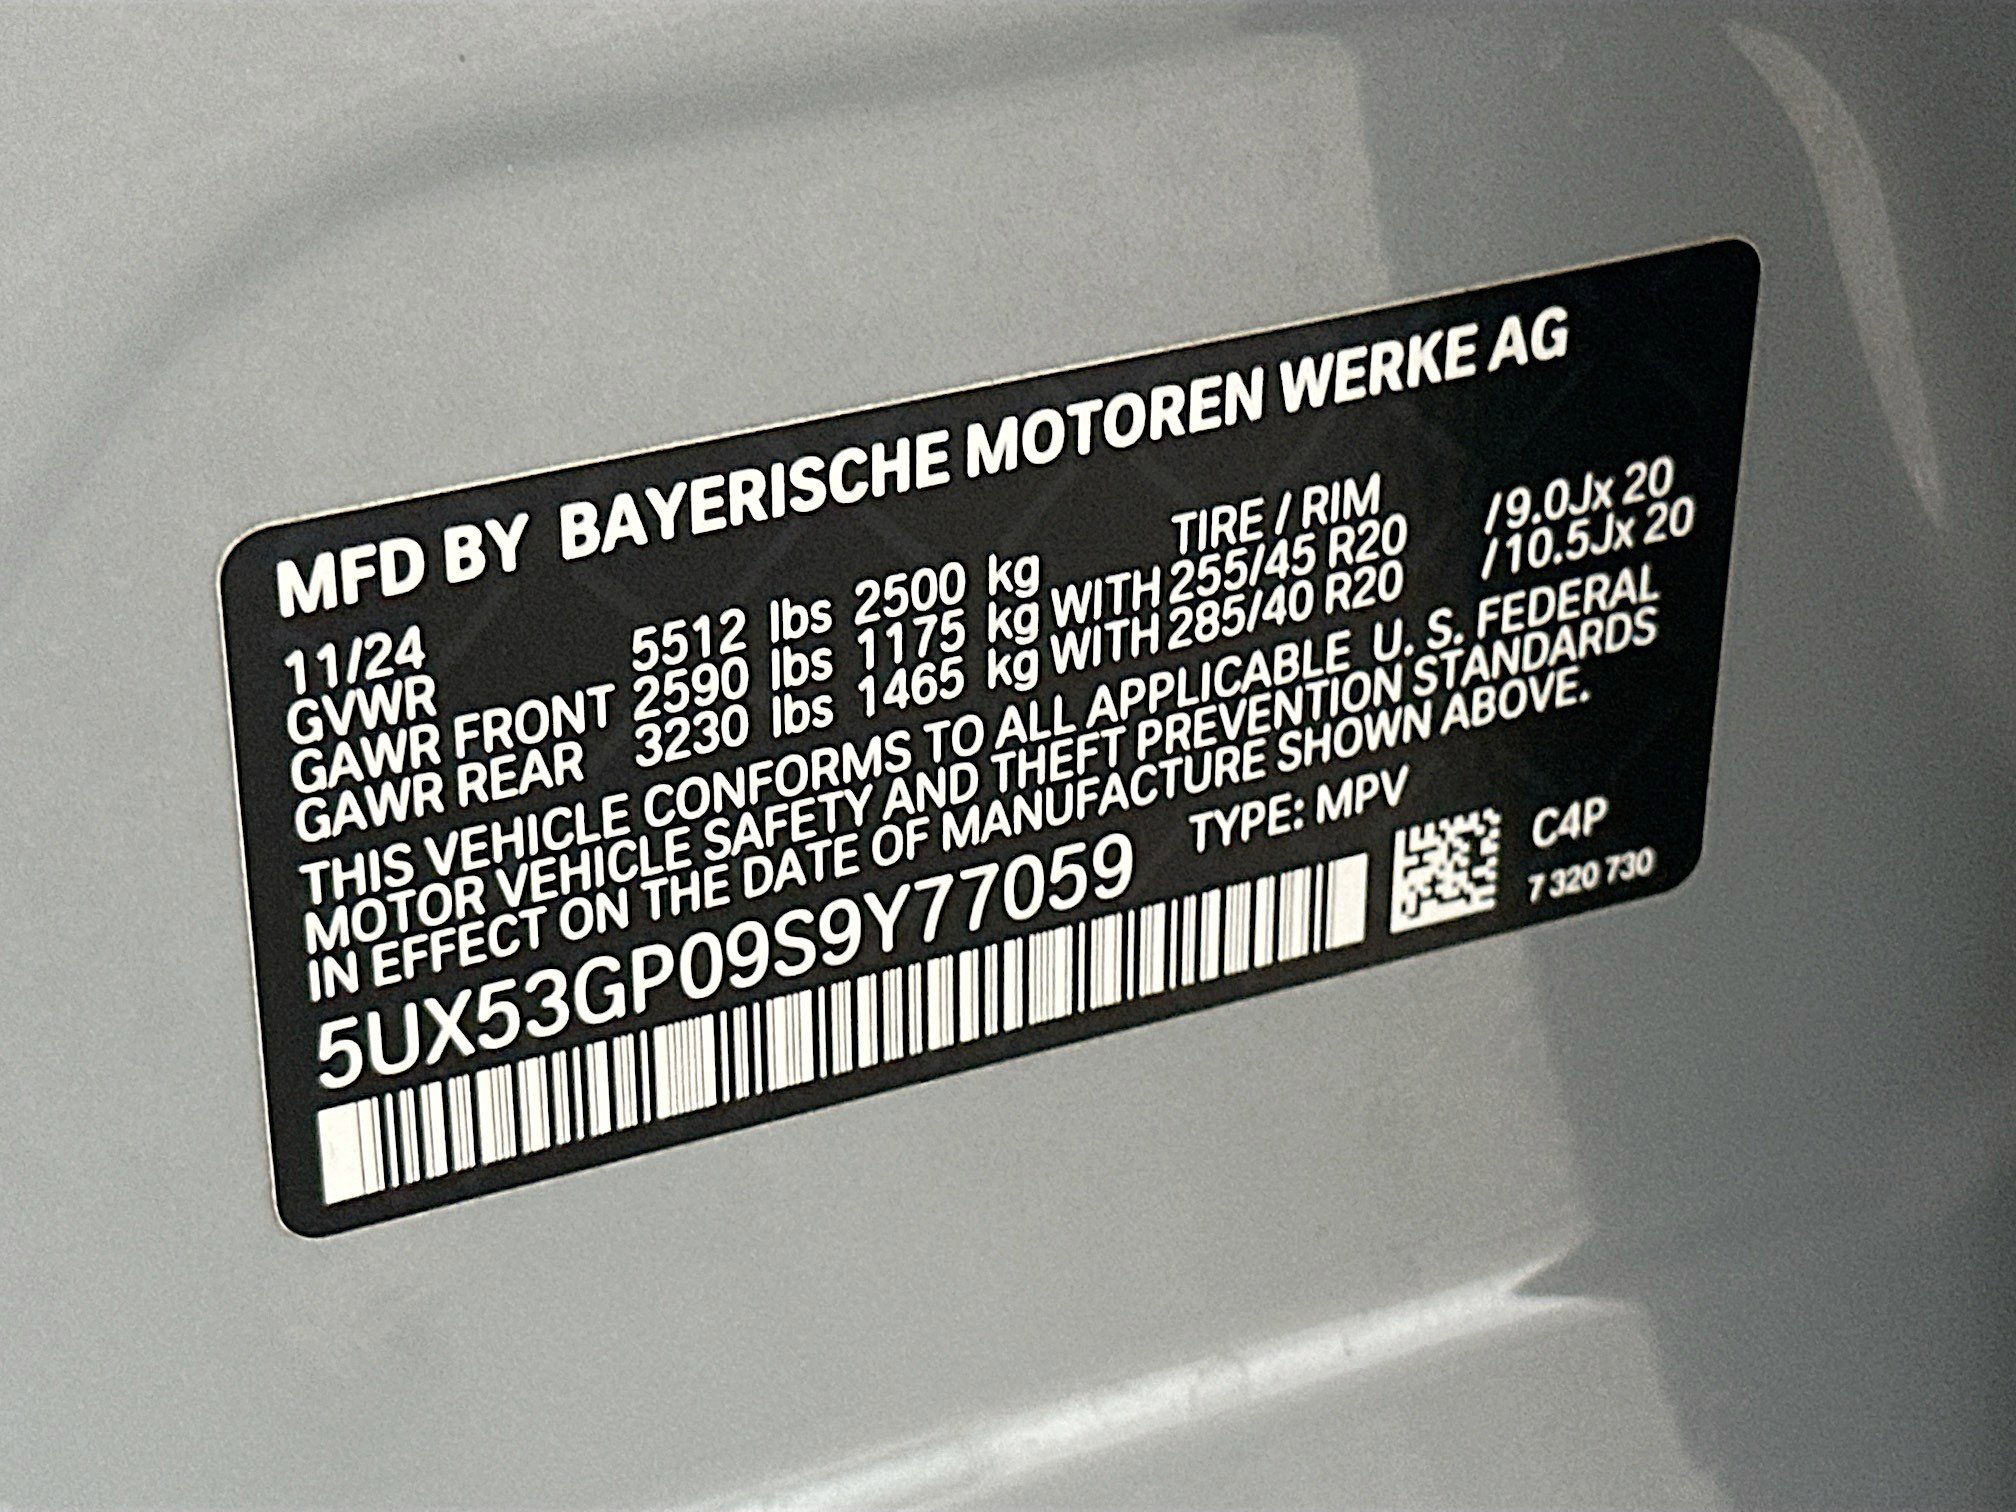 MFD BY BAYERISCHE MOTOREN WERKE AG
11/24 TIRE / RIM
GVWR 5512 lbs 2500 kg
GAWR FRONT 2590 lbs 1175 kg WITH 255/45 R20 /9.0Jx 20
GAWR REAR 3230 lbs 1465 kg WITH 285/40 R20 /10.5Jx 20
THIS VEHICLE CONFORMS TO ALL APPLICABLE U. S. FEDERAL
MOTOR VEHICLE SAFETY AND THEFT PREVENTION STANDARDS
IN EFFECT ON THE DATE OF MANUFACTURE SHOWN ABOVE.
5UX53GP09S9Y77059 TYPE: MPV
C4P
7 320 730